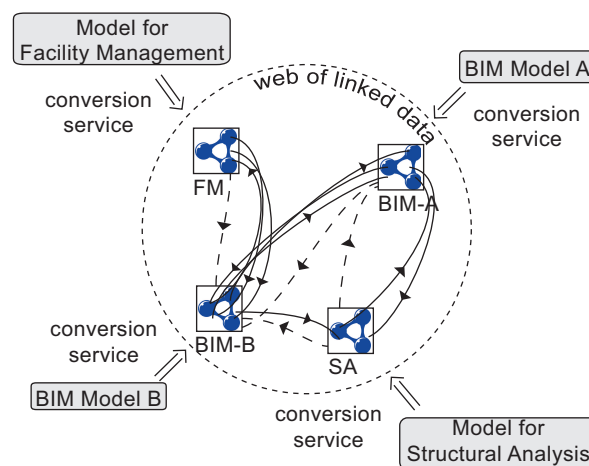 Model for
Facility Management
BIM Model A
conversion
service
web of linked data
conversion
service
FM
BIM-A
conversion
service
BIM-B
SA
BIM Model B
conversion
service
Model for
Structural Analysis